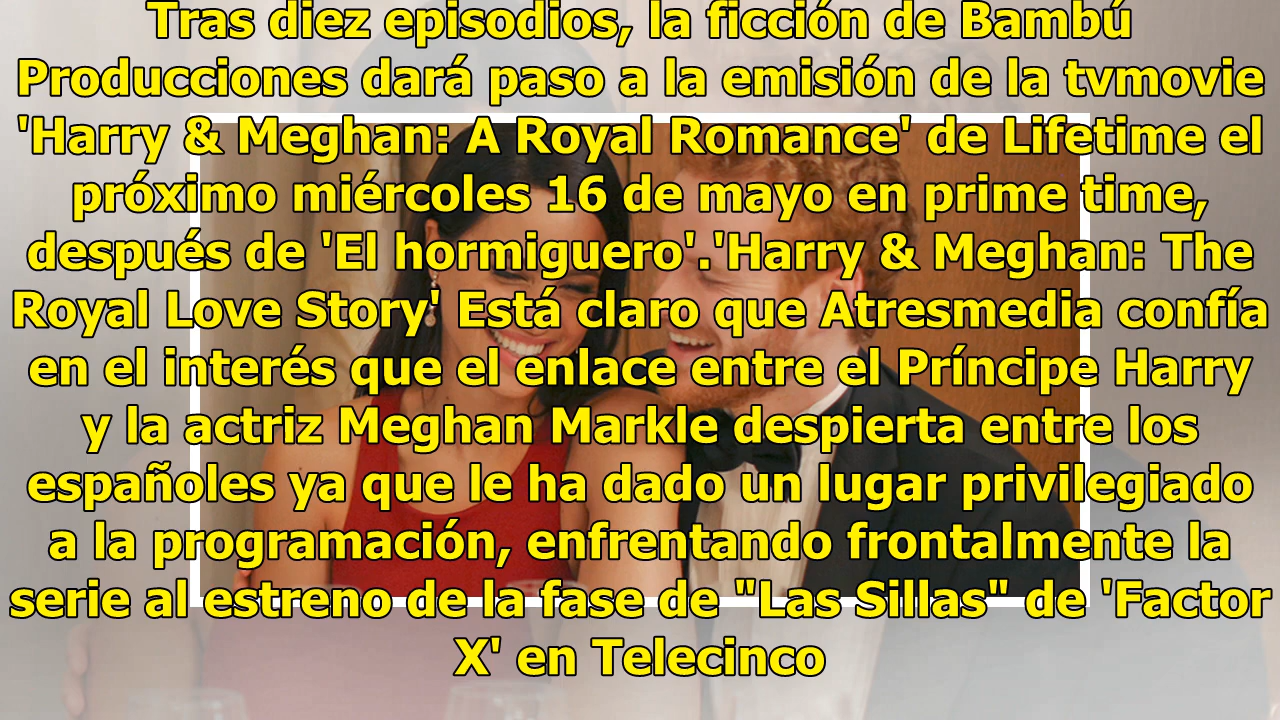 Tras diez episodios, la ficción de Bambú
Producciones dará paso a la emisión de la tvmovie
'Harry & Meghan: A Royal Romance' de Lifetime el
próximo miércoles 16 de mayo en prime time,
después de 'El hormiguero'.'Harry & Meghan: The
Royal Love Story' Está claro que Atresmedia confía
en el interés que el enlace entre el Príncipe Harry
y la actriz Meghan Markle despierta entre los
españoles ya que le ha dado un lugar privilegiado
a la programación, enfrentando frontalmente la
serie al estreno de la fase de "Las Sillas" de 'Factor
X' en Telecinco